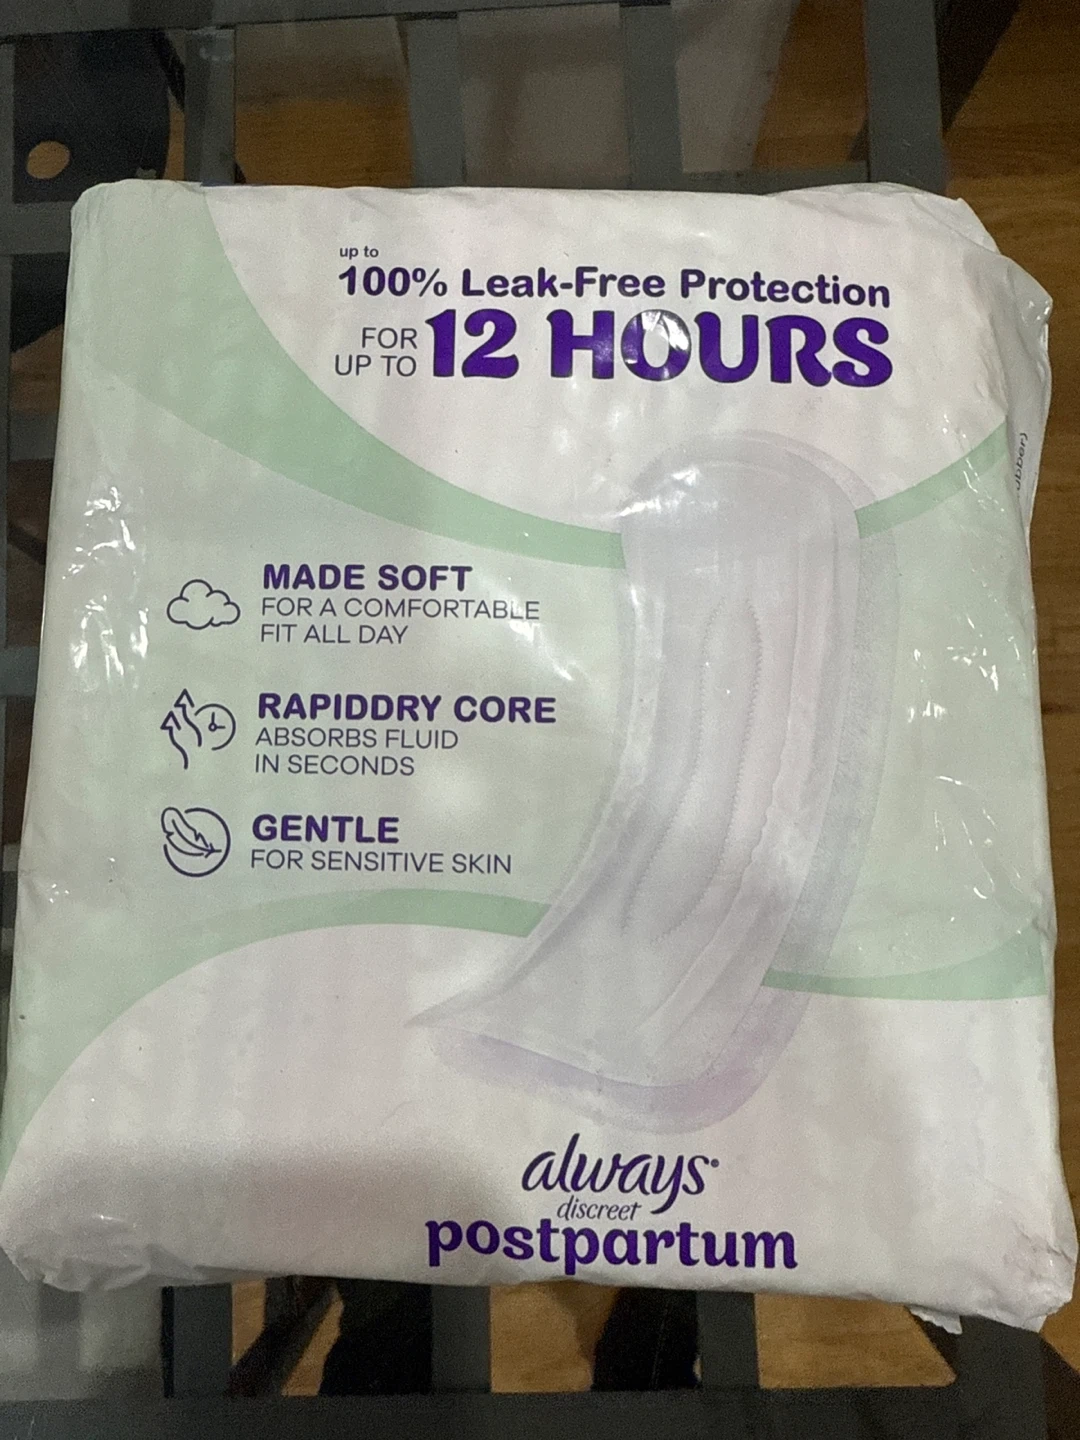 up to
100% Leak-Free Protection
FOR
UP TO
12 HOURS
MADE SOFT
FOR A COMFORTABLE
FIT ALL DAY
RAPIDDRY CORE
ABSORBS FLUID
IN SECONDS
GENTLE
FOR SENSITIVE SKIN
always
discreet
postpartum